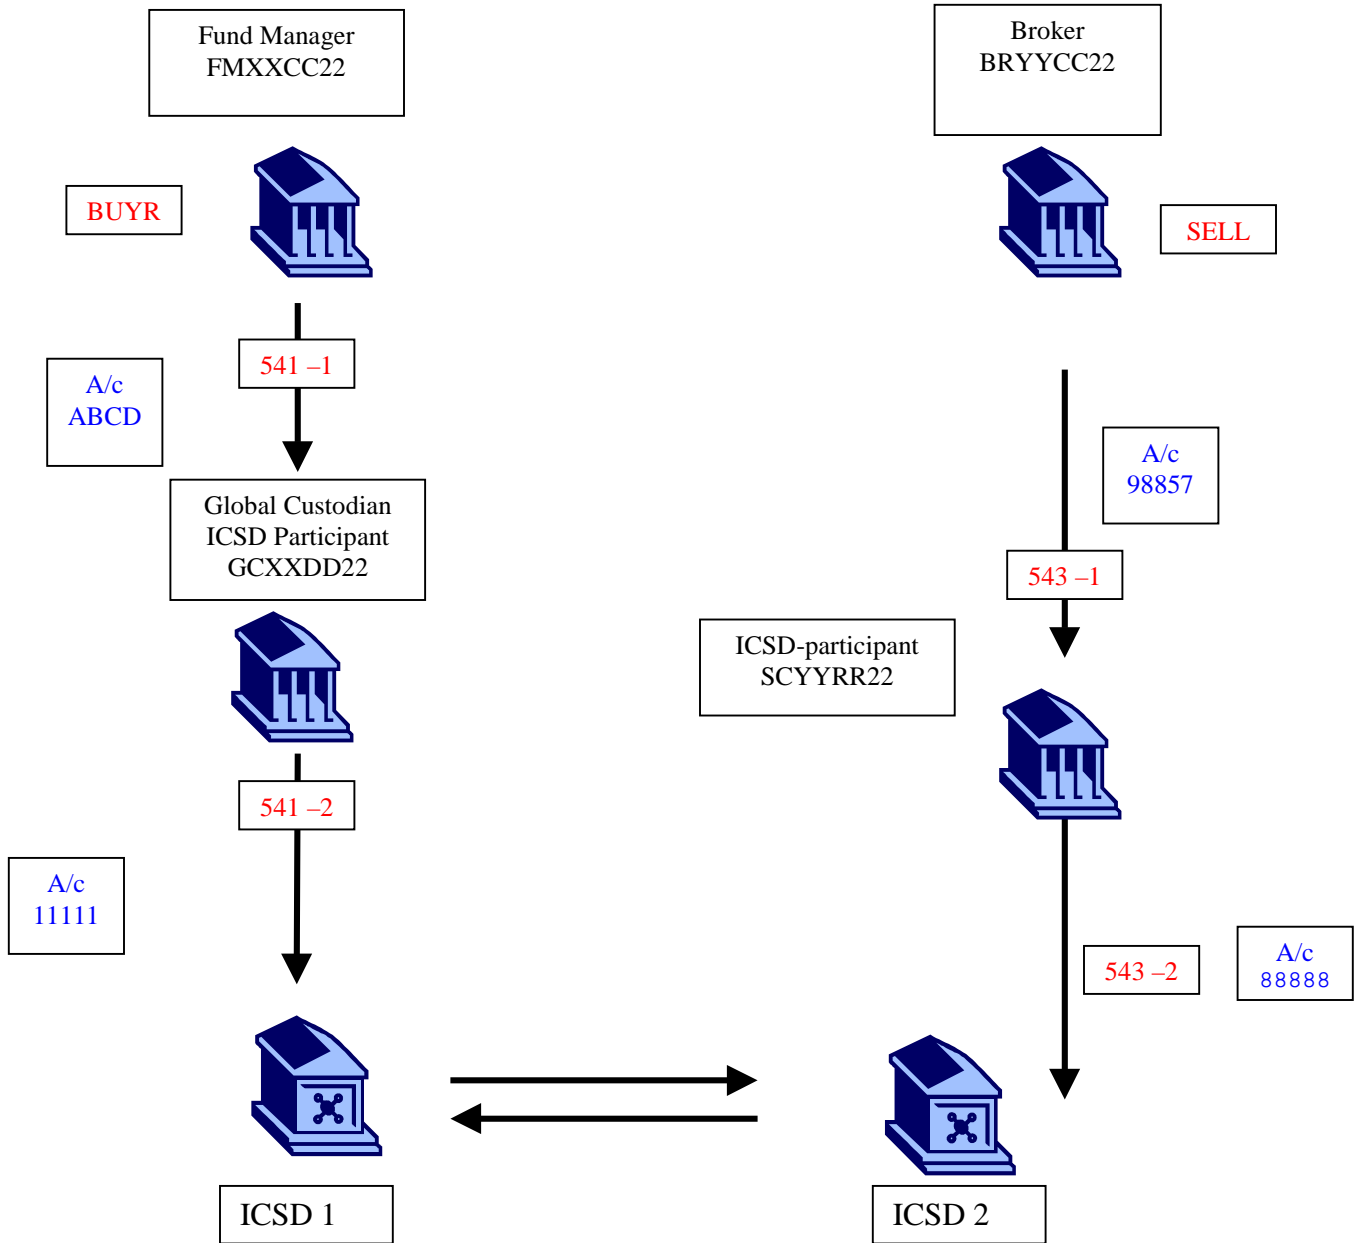 Fund Manager
FMXXCC22
Broker
BRYYCC22
BUYR
SELL
541 –1
A/c
ABCD
A/c
98857
Global Custodian
ICSD Participant
GCXXDD22
543 –1
ICSD-participant
SCYYRR22
541 –2
A/c
11111
543 –2
A/c
88888
ICSD 1
ICSD 2